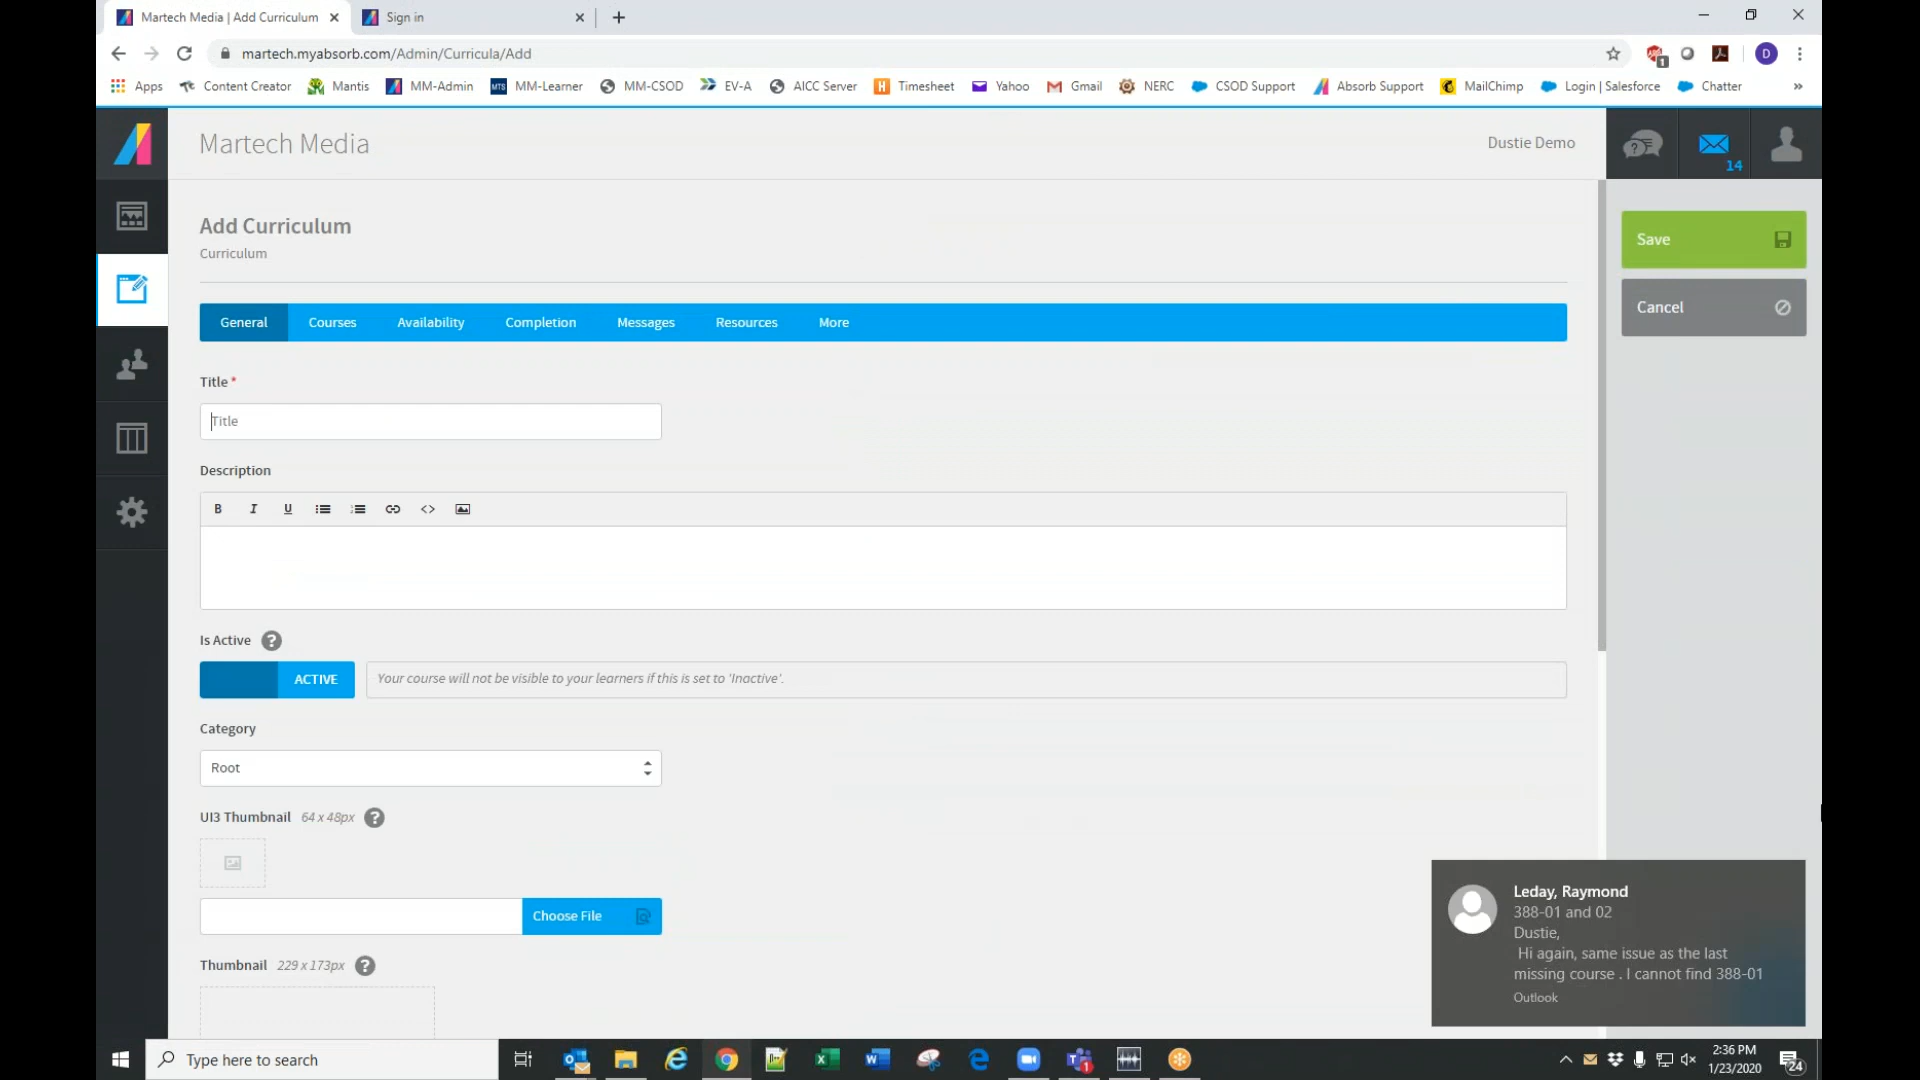 Martech Media | Add Curriculum
Sign in
martech.myabsorb.com/Admin/Curricula/Add
1
D
Apps
Content Creator
Mantis
MM-Admin
MTS
MM-Learner
MM-CSOD
EV-A
AICC Server
H
Timesheet
Yahoo
Gmail
NERC
CSOD Support
Absorb Support
MailChimp
Login | Salesforce
Chatter
»
Martech Media
Dustie Demo
14
Add Curriculum
Curriculum
Save
Cancel
General
Courses
Availability
Completion
Messages
Resources
More
Title *
Title
Description
B
I
U
<>
Is Active ?
ACTIVE
Your course will not be visible to your learners if this is set to 'Inactive'.
Category
Root
UI3 Thumbnail 64 x 48px ?
Choose File
Thumbnail 229 x 173px ?
Leday, Raymond
388-01 and 02
Dustie,
Hi again, same issue as the last
missing course . I cannot find 388-01
Outlook
Type here to search
1
2:36 PM
1/23/2020
24